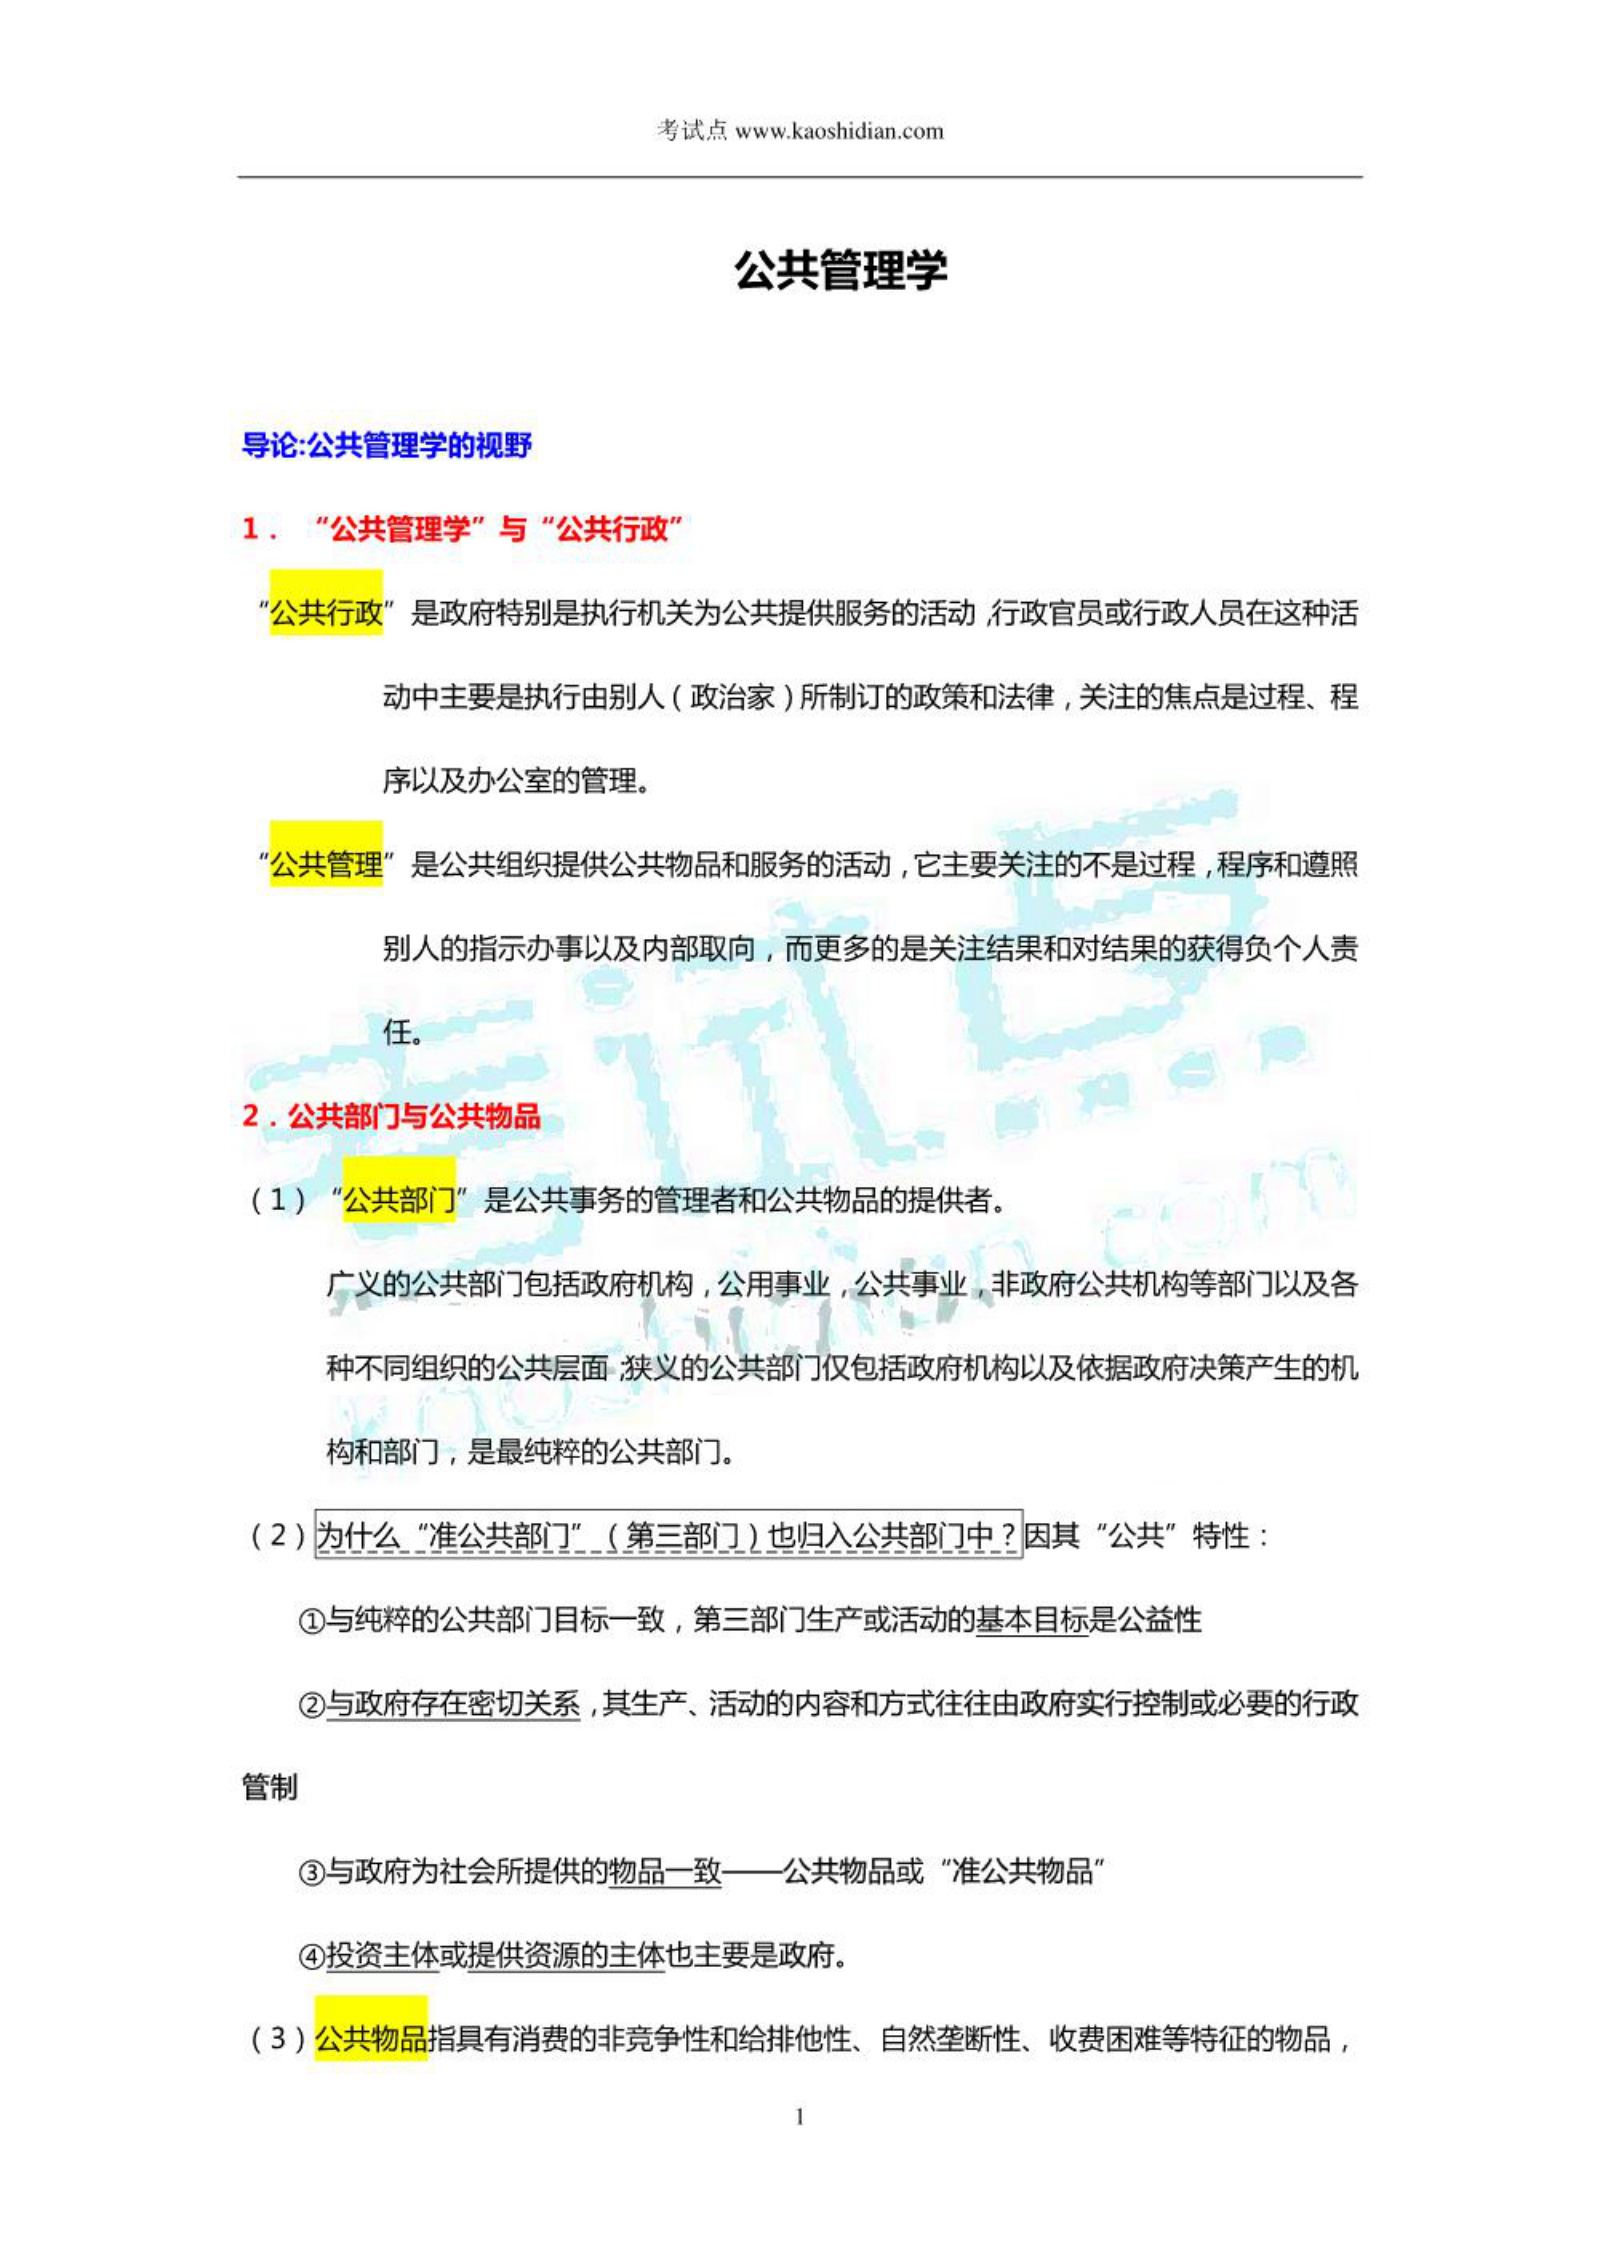 考试点 www.kaoshidian.com
公共管理学
导论:公共管理学的视野
1． “公共管理学”与“公共行政”
“公共行政”是政府特别是执行机关为公共提供服务的活动,行政官员或行政人员在这种活
动中主要是执行由别人（政治家）所制订的政策和法律，关注的焦点是过程、程
序以及办公室的管理。
“公共管理”是公共组织提供公共物品和服务的活动，它主要关注的不是过程，程序和遵照
别人的指示办事以及内部取向，而更多的是关注结果和对结果的获得负个人责
任。
2．公共部门与公共物品
（1）“公共部门”是公共事务的管理者和公共物品的提供者。
广义的公共部门包括政府机构，公用事业，公共事业，非政府公共机构等部门以及各
种不同组织的公共层面;狭义的公共部门仅包括政府机构以及依据政府决策产生的机
构和部门，是最纯粹的公共部门。
（2）为什么“准公共部门”（第三部门）也归入公共部门中？因其“公共”特性：
①与纯粹的公共部门目标一致，第三部门生产或活动的基本目标是公益性
②与政府存在密切关系，其生产、活动的内容和方式往往由政府实行控制或必要的行政
管制
③与政府为社会所提供的物品一致——公共物品或“准公共物品”
④投资主体或提供资源的主体也主要是政府。
（3）公共物品指具有消费的非竞争性和给排他性、自然垄断性、收费困难等特征的物品，
1
考试点
kaoshidian.com